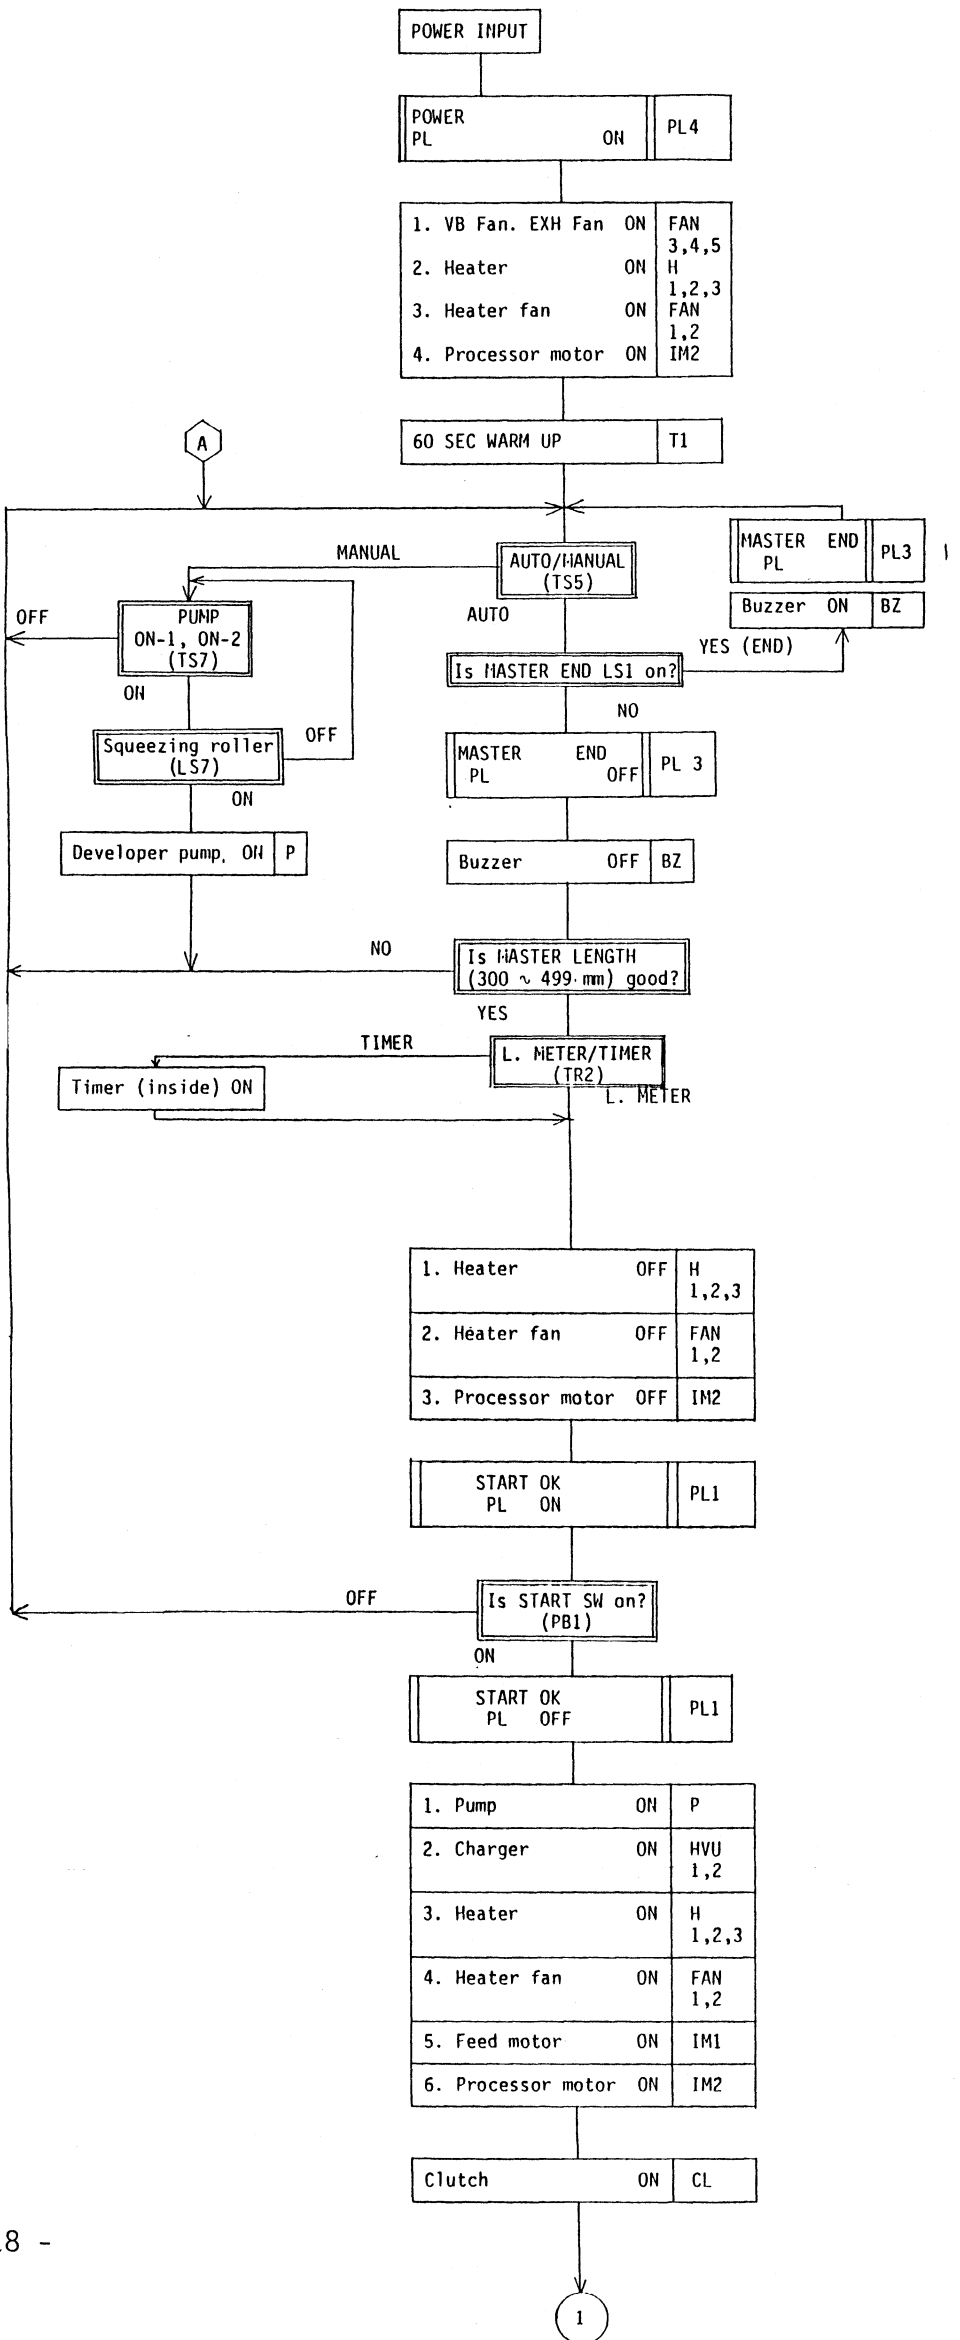 POWER INPUT
POWER
PL ON PL4
1. VB Fan. EXH Fan ON FAN
3,4,5
2. Heater ON H
1,2,3
3. Heater fan ON FAN
1,2
4. Processor motor ON IM2
60 SEC WARM UP T1
A
MASTER END
PL PL3
Buzzer ON BZ
AUTO/MANUAL
(TS5)
MANUAL
AUTO
OFF
PUMP
ON-1, ON-2
(TS7)
ON
YES (END)
Is MASTER END LS1 on?
NO
Squeezing roller
(LS7)
OFF
ON
MASTER END
PL OFF PL 3
Developer pump, ON P
Buzzer OFF BZ
NO
Is MASTER LENGTH
(300 ∿ 499 mm) good?
YES
TIMER
L. METER/TIMER
(TR2)
L. METER
Timer (inside) ON
1. Heater OFF H
1,2,3
2. Heater fan OFF FAN
1,2
3. Processor motor OFF IM2
START OK
PL ON PL1
OFF
Is START SW on?
(PB1)
ON
START OK
PL OFF PL1
1. Pump ON P
2. Charger ON HVU
1,2
3. Heater ON H
1,2,3
4. Heater fan ON FAN
1,2
5. Feed motor ON IM1
6. Processor motor ON IM2
Clutch ON CL
8 -
1